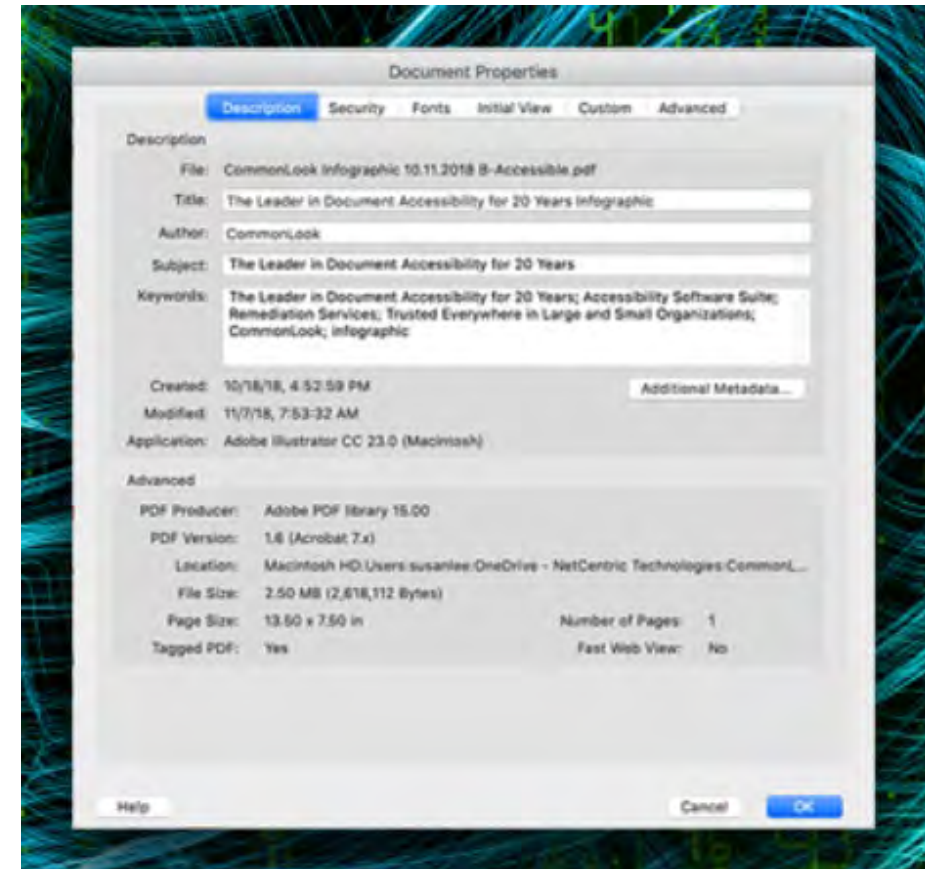 Document Properties
Description Security Fonts Initial View Custom Advanced
Description
File: CommonLook Infographic 10.11.2018 B-Accessible.pdf
Title: The Leader in Document Accessibility for 20 Years Infographic
Author: CommonLook
Subject: The Leader in Document Accessibility for 20 Years
Keywords: The Leader in Document Accessibility for 20 Years; Accessibility Software Suite;
Remediation Services; Trusted Everywhere in Large and Small Organizations;
CommonLook; infographic
Created: 10/18/18, 4:52:59 PM
Additional Metadata...
Modified: 11/7/18, 7:53:32 AM
Application: Adobe Illustrator CC 23.0 (Macintosh)
Advanced
PDF Producer: Adobe PDF library 15.00
PDF Version: 1.6 (Acrobat 7.x)
Location: Macintosh HD:Users:susanlee:OneDrive - NetCentric Technologies:CommonL...
File Size: 2.50 MB (2,618,112 Bytes)
Page Size: 13.50 x 7.50 in Number of Pages: 1
Tagged PDF: Yes Fast Web View: No
Help Cancel OK